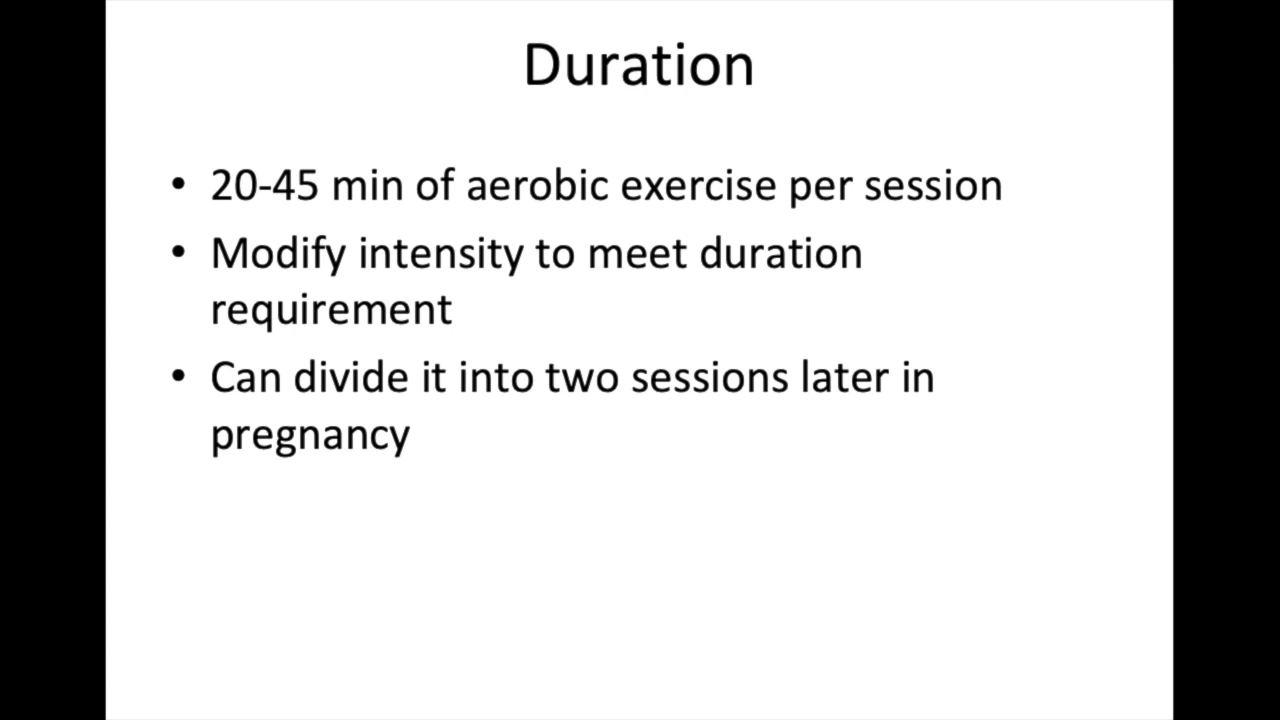 Duration
• 20-45 min of aerobic exercise per session
• Modify intensity to meet duration
requirement
• Can divide it into two sessions later in
pregnancy